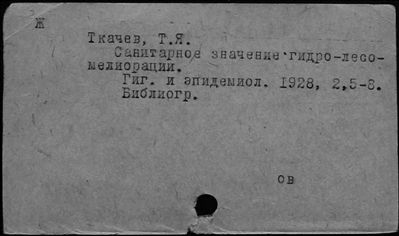 Ж
Ткачев, Т.Я.
Санитарное значение гидро-лесо-
мелиорации.
Гиг. и эпидемиол. 1928, 2,5-8.
Библиогр.
ов